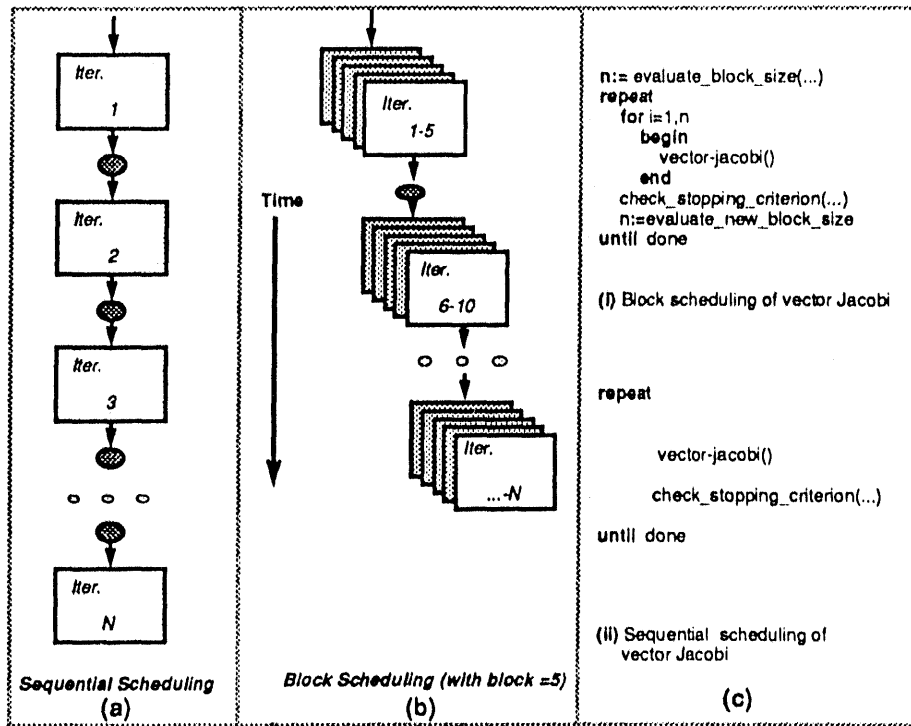 Iter.
1
Iter.
2
Iter.
3
o o o
Iter.
N
Sequential Scheduling
(a)
Iter.
1-5
Time
Iter.
6-10
o o o
Iter.
...-N
Block Scheduling (with block =5)
(b)
n:= evaluate_block_size(...)
repeat
for i=1,n
begin
vector-jacobi()
end
check_stopping_criterion(...)
n:=evaluate_new_block_size
until done
(i) Block scheduling of vector Jacobi
repeat
vector-jacobi()
check_stopping_criterion(...)
until done
(ii) Sequential scheduling of
vector Jacobi
(c)